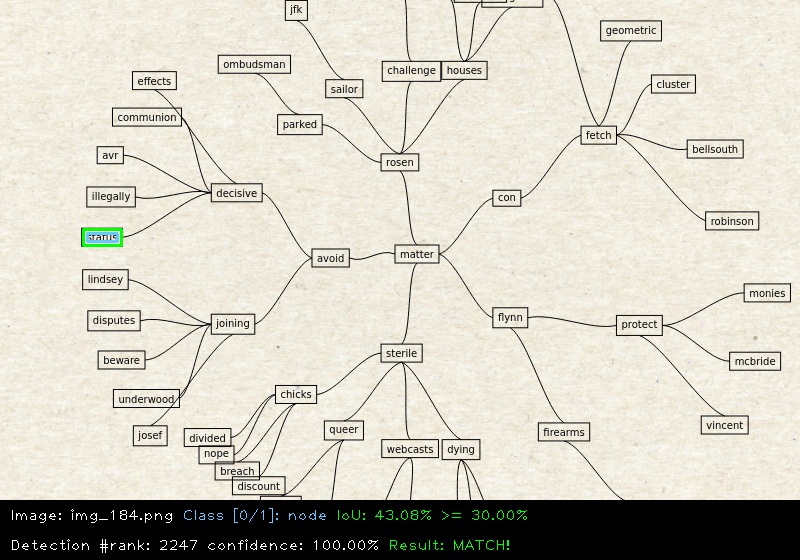 jfk
geometric
ombudsman
effects
challenge
houses
sailor
cluster
communion
parked
fetch
bellsouth
avr
rosen
illegally
decisive
con
robinson
status
avoid
matter
lindsey
monies
disputes
joining
flynn
protect
beware
sterile
mcbride
underwood
chicks
josef
divided
queer
firearms
vincent
nope
webcasts
dying
breach
discount
Image: img_184.png Class [0/1]: node IoU: 43.08% >= 30.00%
Detection #rank: 2247 confidence: 100.00% Result: MATCH!